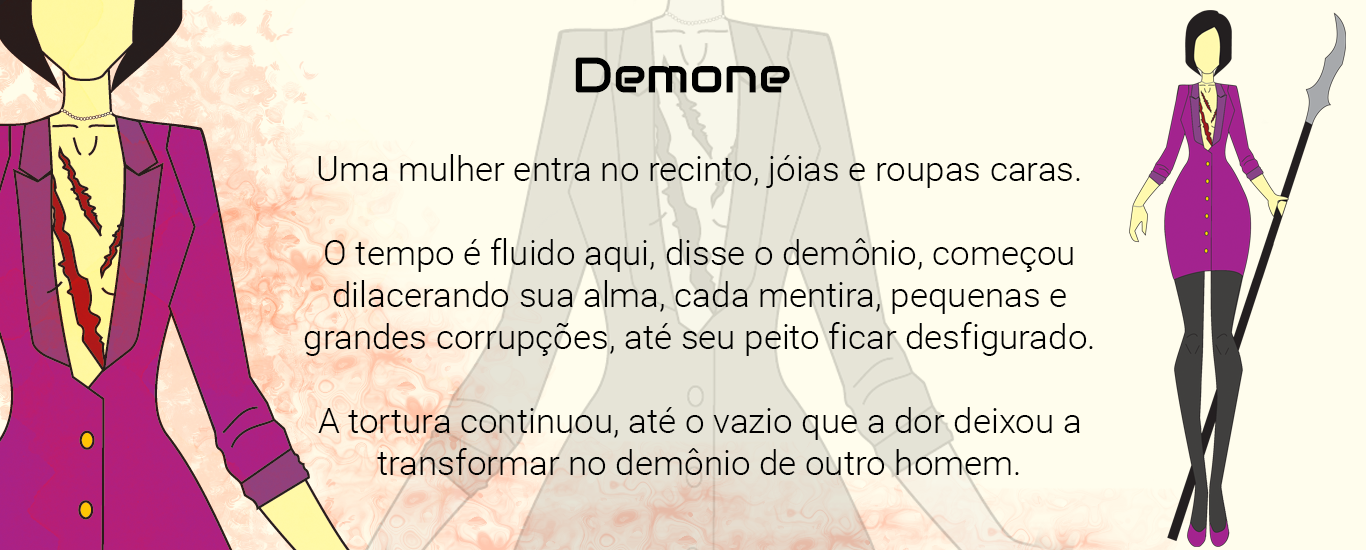 Demone
Uma mulher entra no recinto, jóias e roupas caras.
O tempo é fluido aqui, disse o demônio, começou
dilacerando sua alma, cada mentira, pequenas e
grandes corrupções, até seu peito ficar desfigurado.
A tortura continuou, até o vazio que a dor deixou a
transformar no demônio de outro homem.